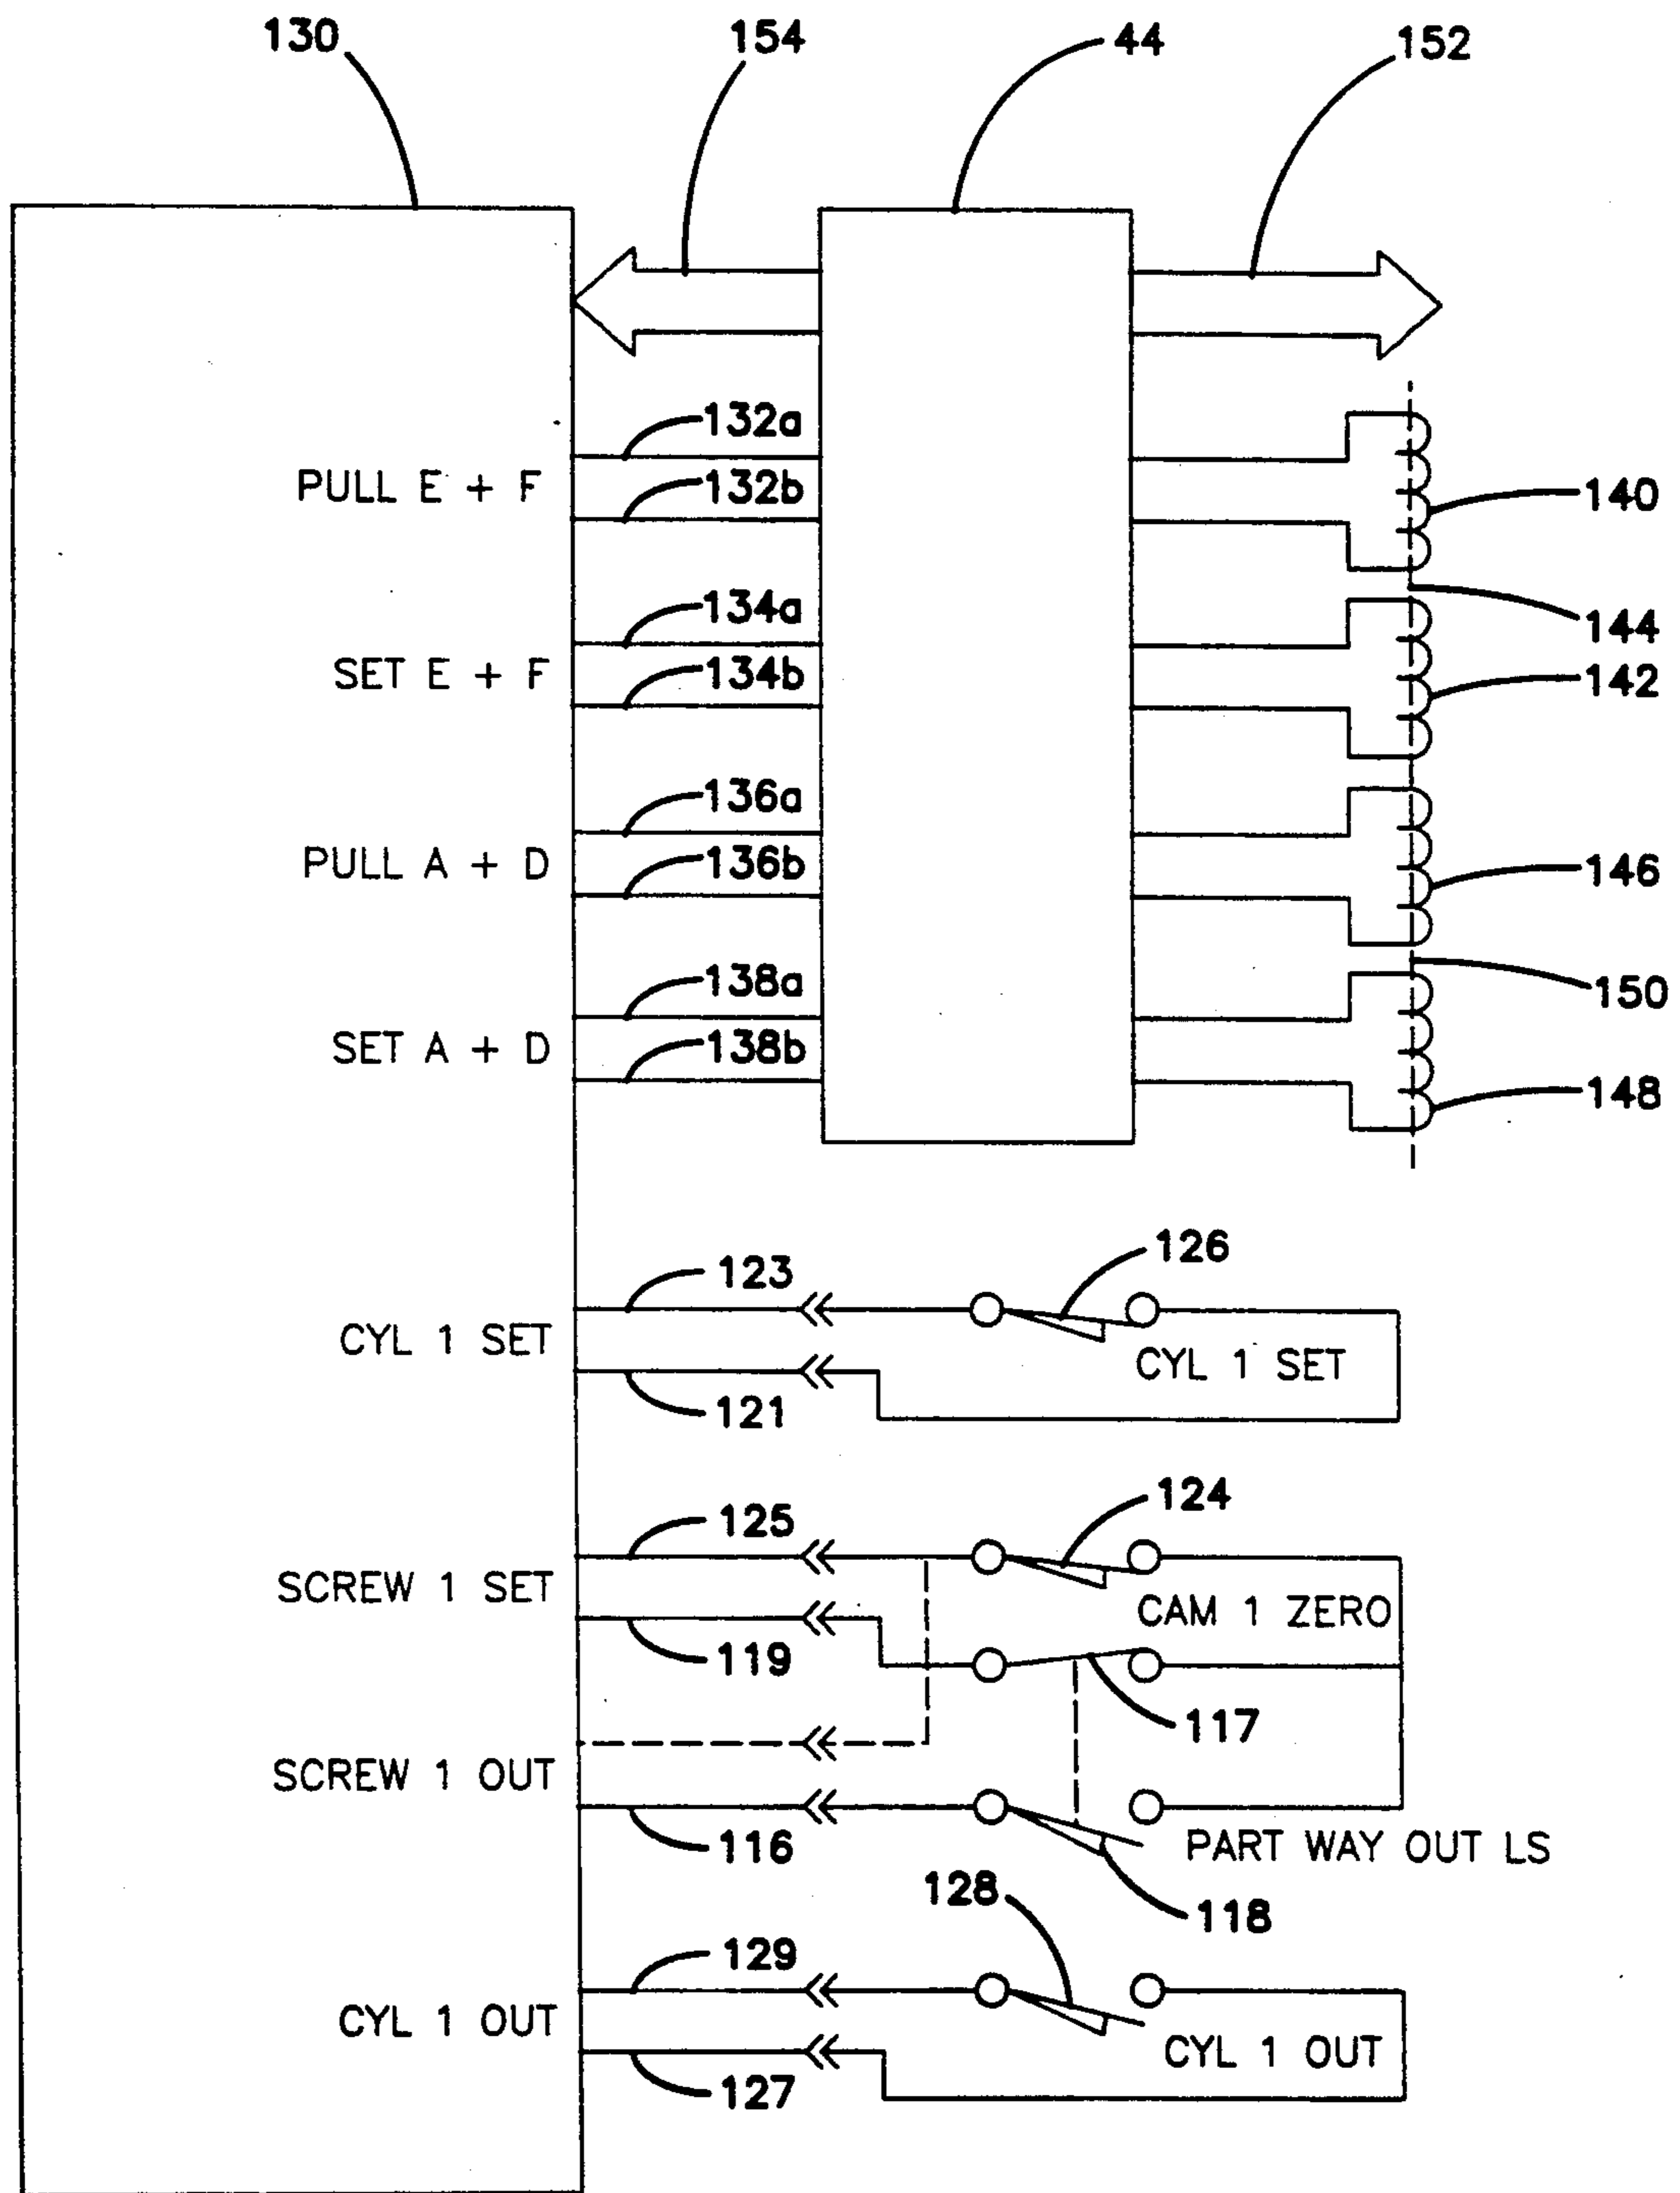 130 154 44 152
132a
PULL E + F 132b 140
134a 144
SET E + F 134b 142
136a
PULL A + D 136b 146
138a 150
SET A + D 138b 148
123 126
CYL 1 SET CYL 1 SET
121
125 124
SCREW 1 SET CAM 1 ZERO
119
117
SCREW 1 OUT
116 PART WAY OUT LS
128 118
129
CYL 1 OUT CYL 1 OUT
127